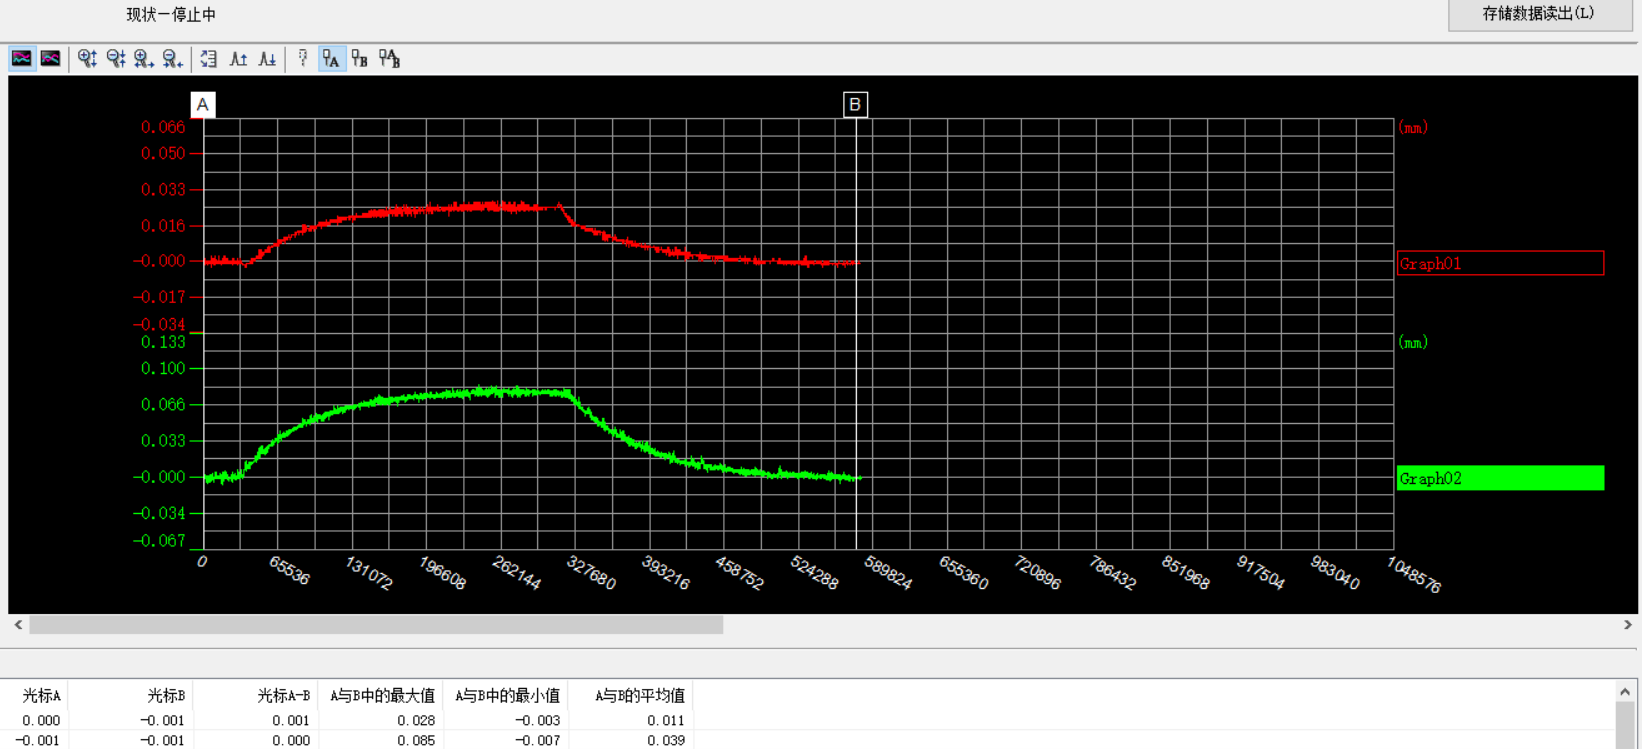 现状－停止中
存储数据读出(L)
A B
0.066 (mm)
0.050
0.033
0.016
-0.000 Graph01
-0.017
-0.034
0.133 (mm)
0.100
0.066
0.033
-0.000 Graph02
-0.034
-0.067
0 65536 131072 196608 262144 327680 393216 458752 524288 589824 655360 720896 786432 851968 917504 983040 1048576
光标A 光标B 光标A-B A与B中的最大值 A与B中的最小值 A与B的平均值
0.000 -0.001 0.001 0.028 -0.003 0.011
-0.001 -0.001 0.000 0.085 -0.007 0.039